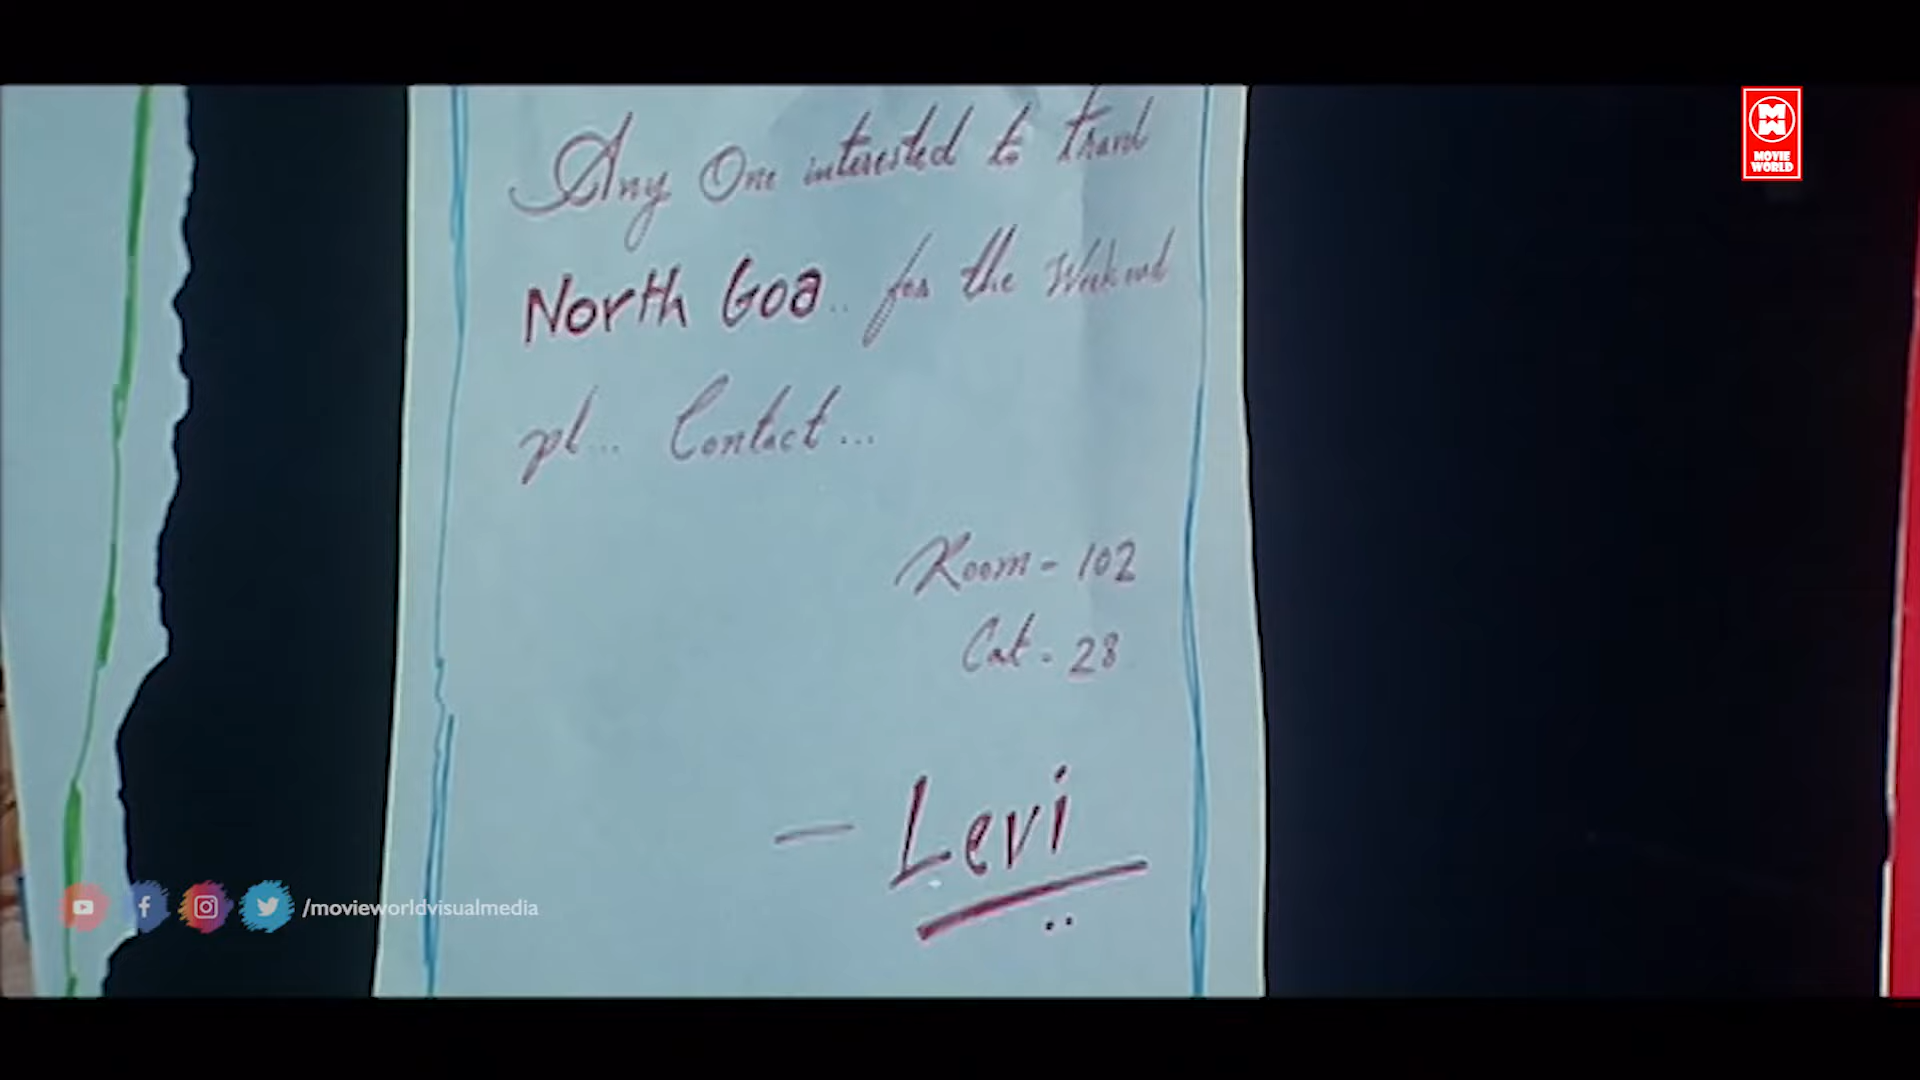 Any One interested to travel
North Goa.. for the Weekend
pl... Contact...
Room - 102
Cat - 28
- Levi
MOVIE
WORLD
/movieworldvisualmedia